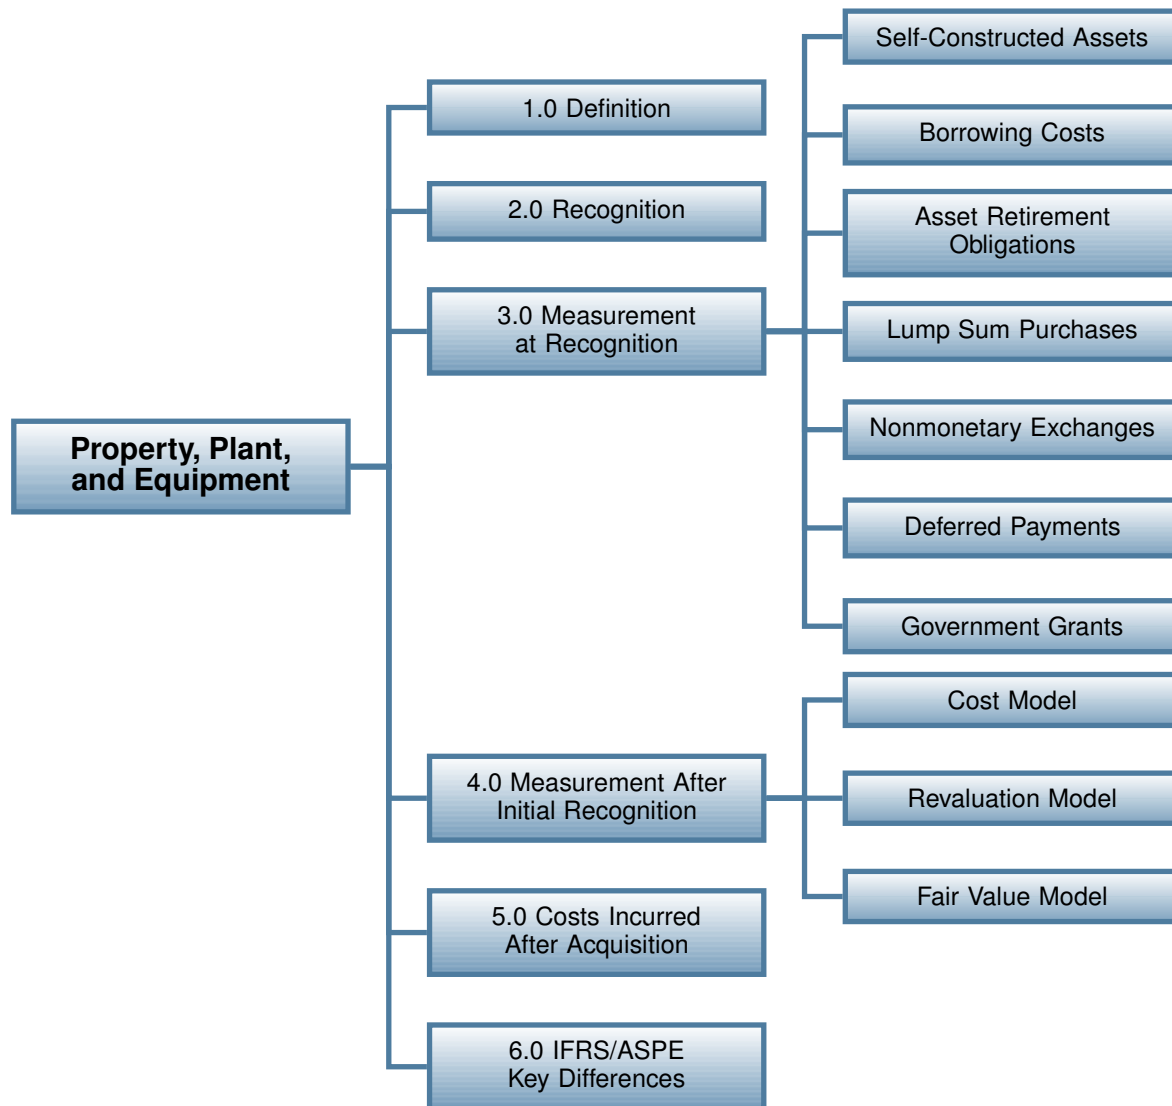 Property, Plant,
and Equipment
1.0 Definition
2.0 Recognition
3.0 Measurement
at Recognition
Self-Constructed Assets
Borrowing Costs
Asset Retirement
Obligations
Lump Sum Purchases
Nonmonetary Exchanges
Deferred Payments
Government Grants
4.0 Measurement After
Initial Recognition
Cost Model
Revaluation Model
Fair Value Model
5.0 Costs Incurred
After Acquisition
6.0 IFRS/ASPE
Key Differences